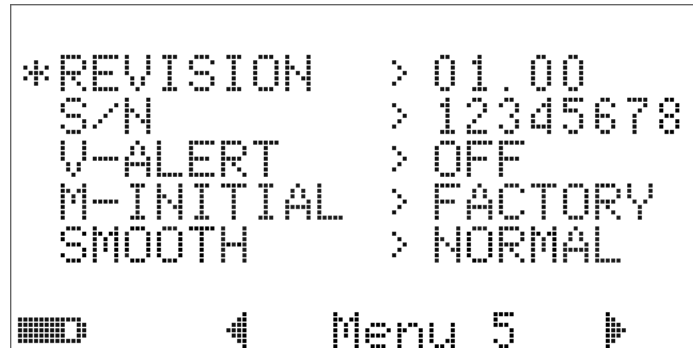 *REVISION > 01.00
S/N > 12345678
V-ALERT > OFF
M-INITIAL > FACTORY
SMOOTH > NORMAL
◀ Menu 5 ▶